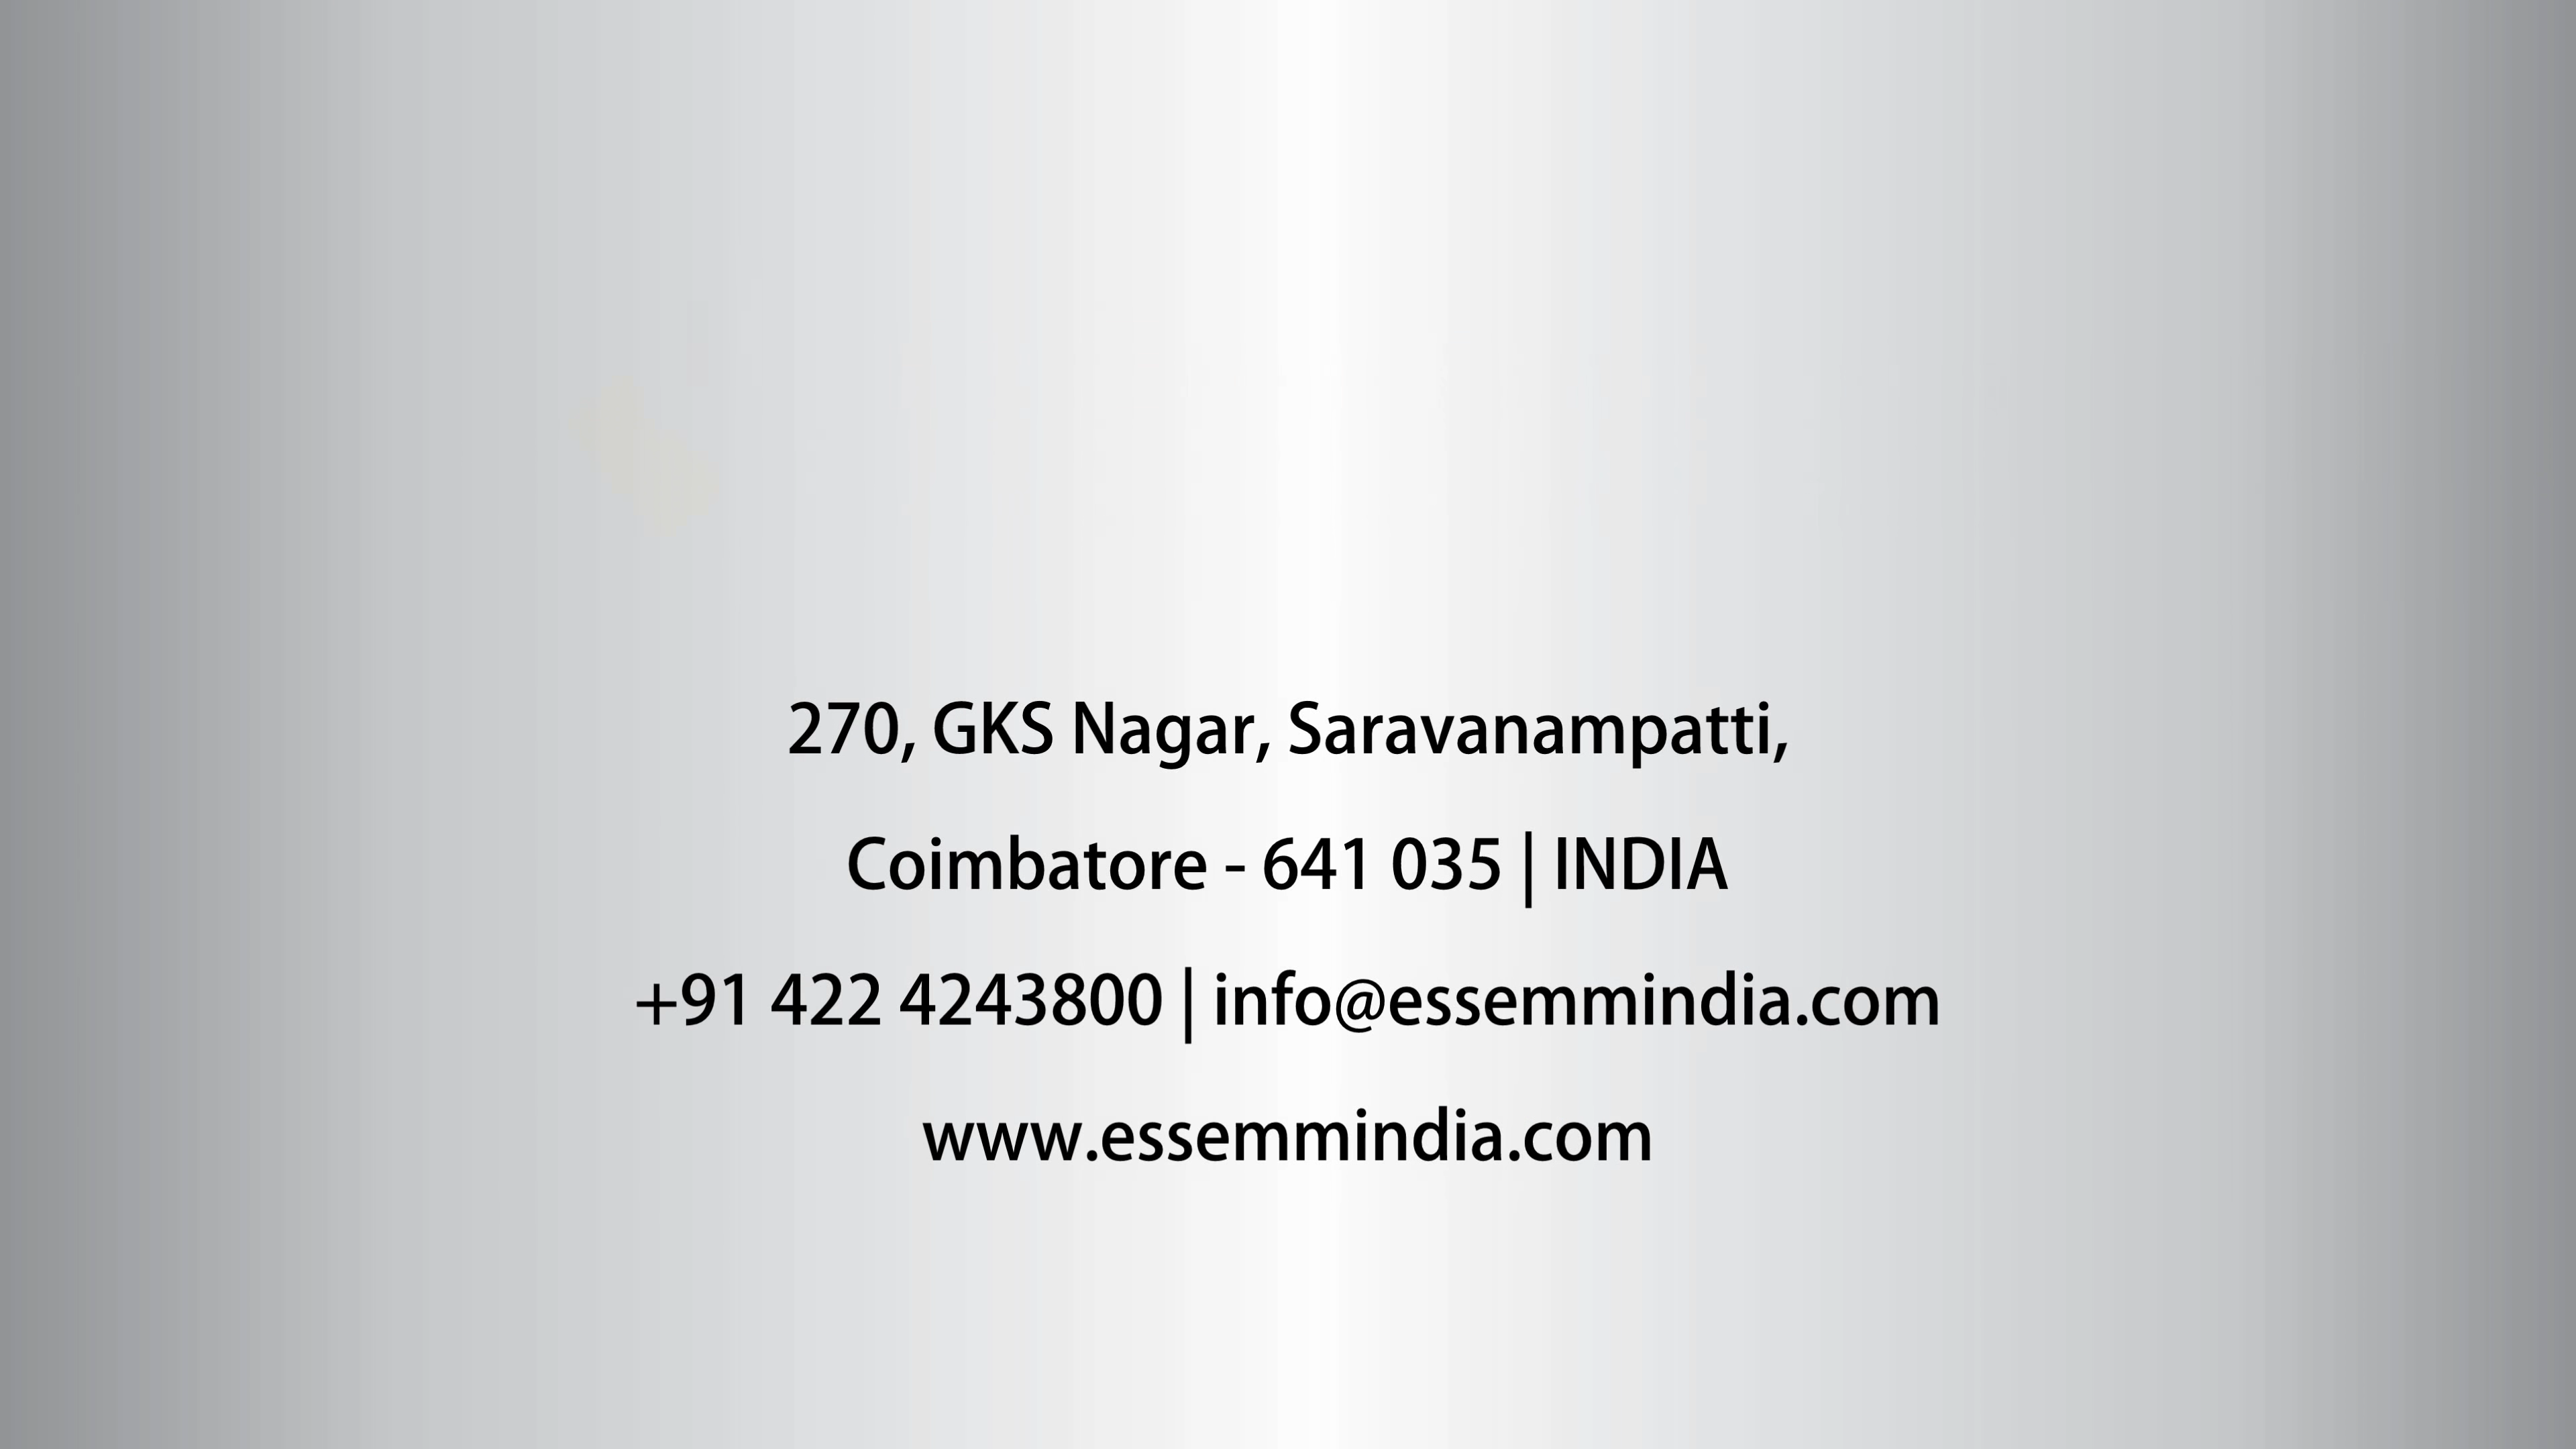 270, GKS Nagar, Saravanampatti,
Coimbatore - 641 035 | INDIA
+91 422 4243800 | info@essemmindia.com
www.essemmindia.com